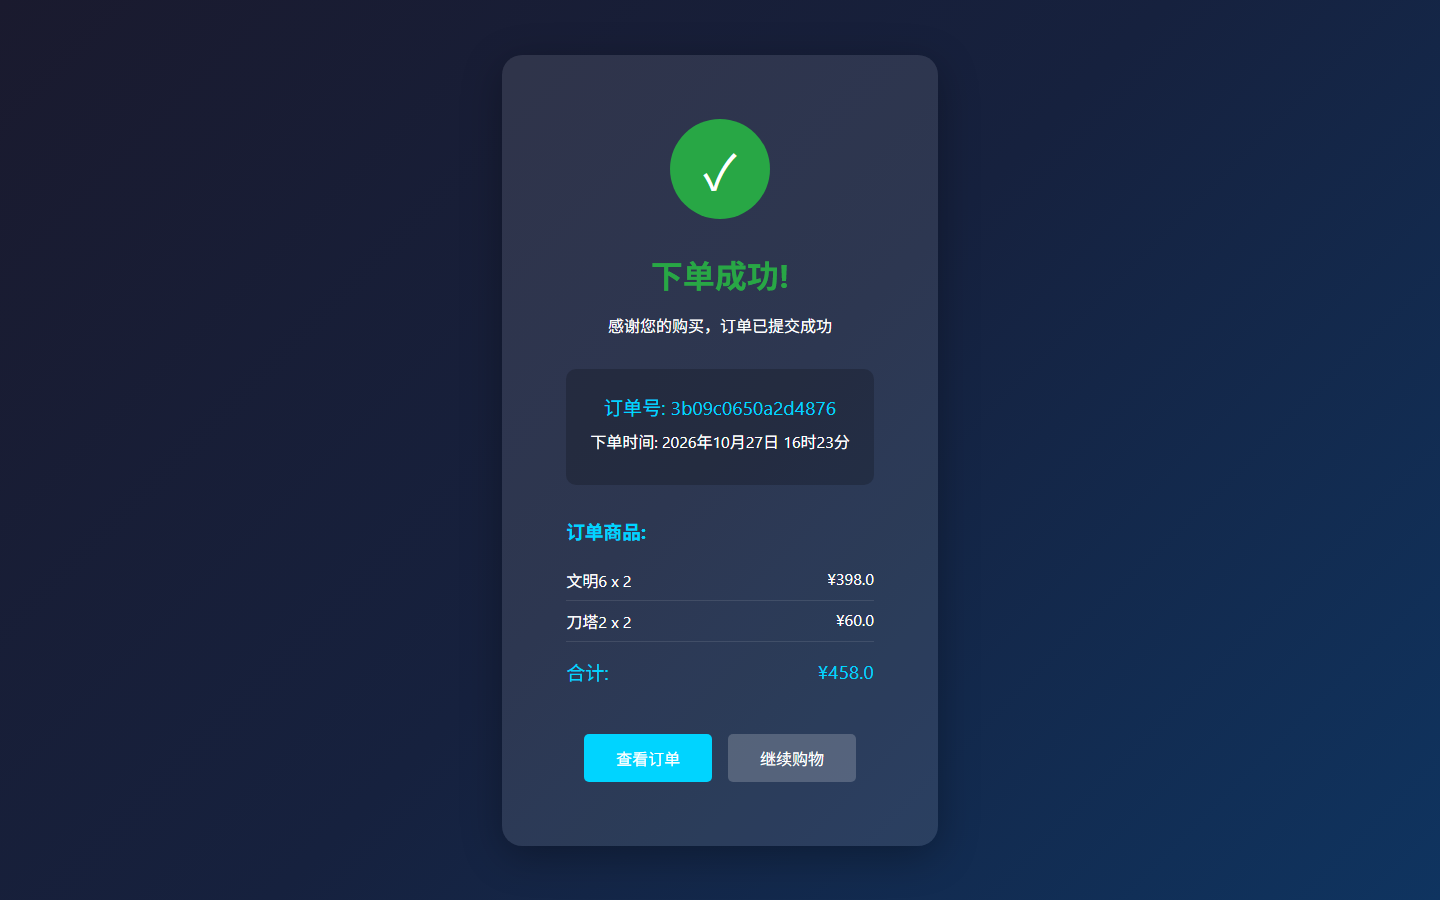 ✓
下单成功!
感谢您的购买，订单已提交成功
订单号: 3b09c0650a2d4876
下单时间: 2026年10月27日 16时23分
订单商品:
文明6 x 2 ¥398.0
刀塔2 x 2 ¥60.0
合计: ¥458.0
查看订单 继续购物